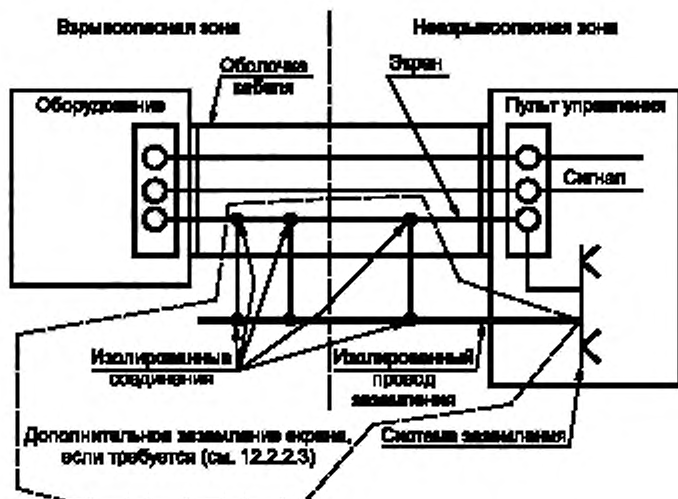 Взрывоопасная зона
Невзрывоопасная зона
Оболочка
кабеля
Экран
Оборудование
Пульт управления
Сигнал
Изолированные
соединения
Изолированный
провод
заземления
Дополнительное заземление экрана,
если требуется (см. 12.2.2.3)
Система заземления